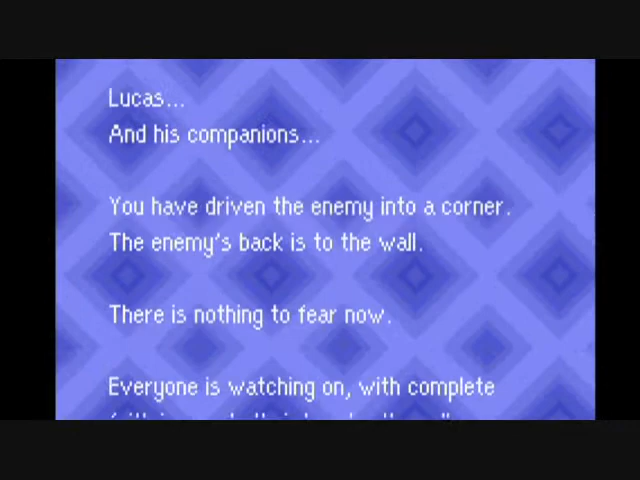 Lucas...
And his companions...
You have driven the enemy into a corner.
The enemy's back is to the wall.
There is nothing to fear now.
Everyone is watching on, with complete